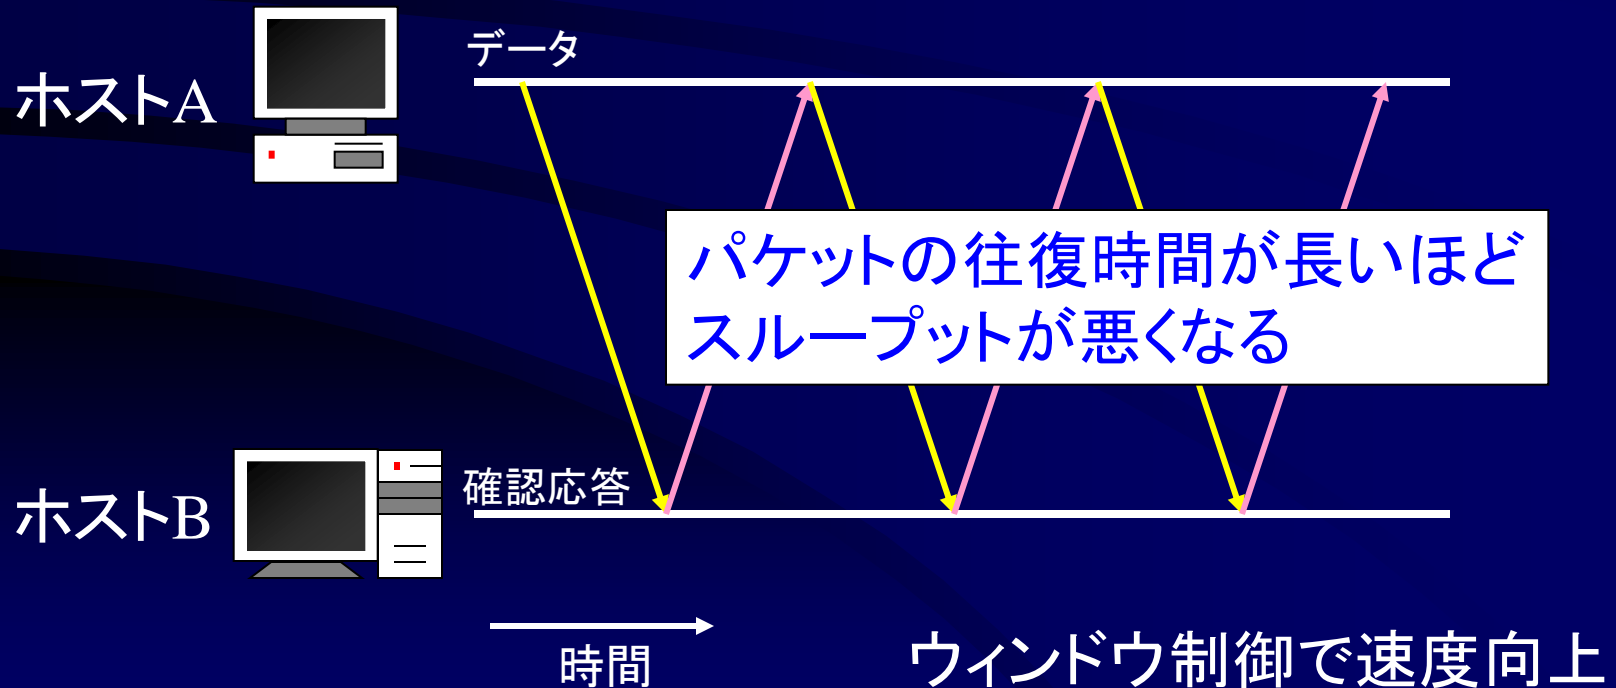 データ
ホストA
パケットの往復時間が長いほど
スループットが悪くなる
確認応答
ホストB
時間
ウィンドウ制御で速度向上